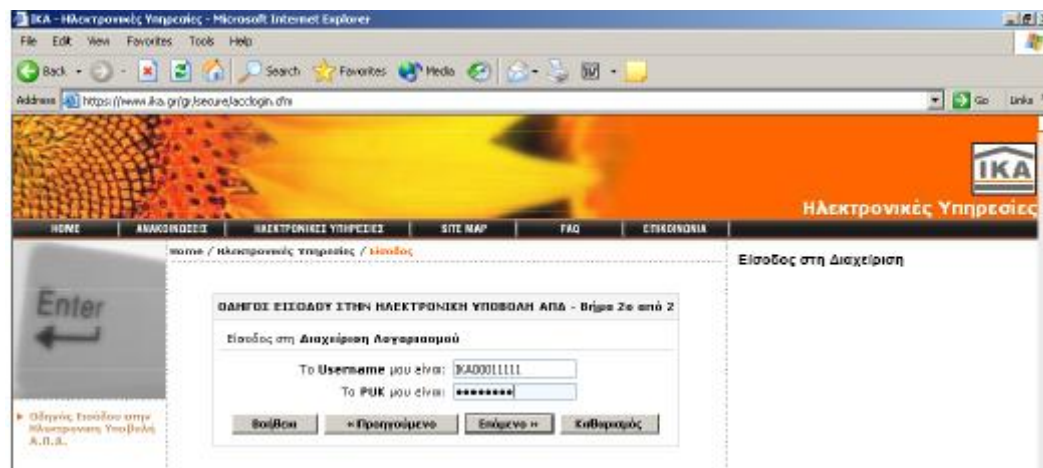 IKA - Ηλεκτρονικές Υπηρεσίες - Microsoft Internet Explorer
File Edit View Favorites Tools Help
Back Search Favorites Media
Address https://www.ika.gr/gr/secure/acclogin.cfm Go Links
IKA
Ηλεκτρονικές Υπηρεσίες
HOME ΑΝΑΚΟΙΝΩΣΕΙΣ ΗΛΕΚΤΡΟΝΙΚΕΣ ΥΠΗΡΕΣΙΕΣ SITE MAP FAQ ΕΠΙΚΟΙΝΩΝΙΑ
Home / Ηλεκτρονικές Υπηρεσίες / Είσοδος
Είσοδος στη Διαχείριση
Enter
ΟΔΗΓΟΣ ΕΙΣΟΔΟΥ ΣΤΗΝ ΗΛΕΚΤΡΟΝΙΚΗ ΥΠΟΒΟΛΗ ΑΠΔ - Βήμα 2ο από 2
Είσοδος στη Διαχείριση Λογαριασμού
Το Username μου είναι: IKA00011111
Το PUK μου είναι: ●●●●●●●●
Βοήθεια « Προηγούμενο Επόμενο » Καθαρισμός
Οδηγός Εισόδου στην
Ηλεκτρονική Υποβολή
Α.Π.Δ.